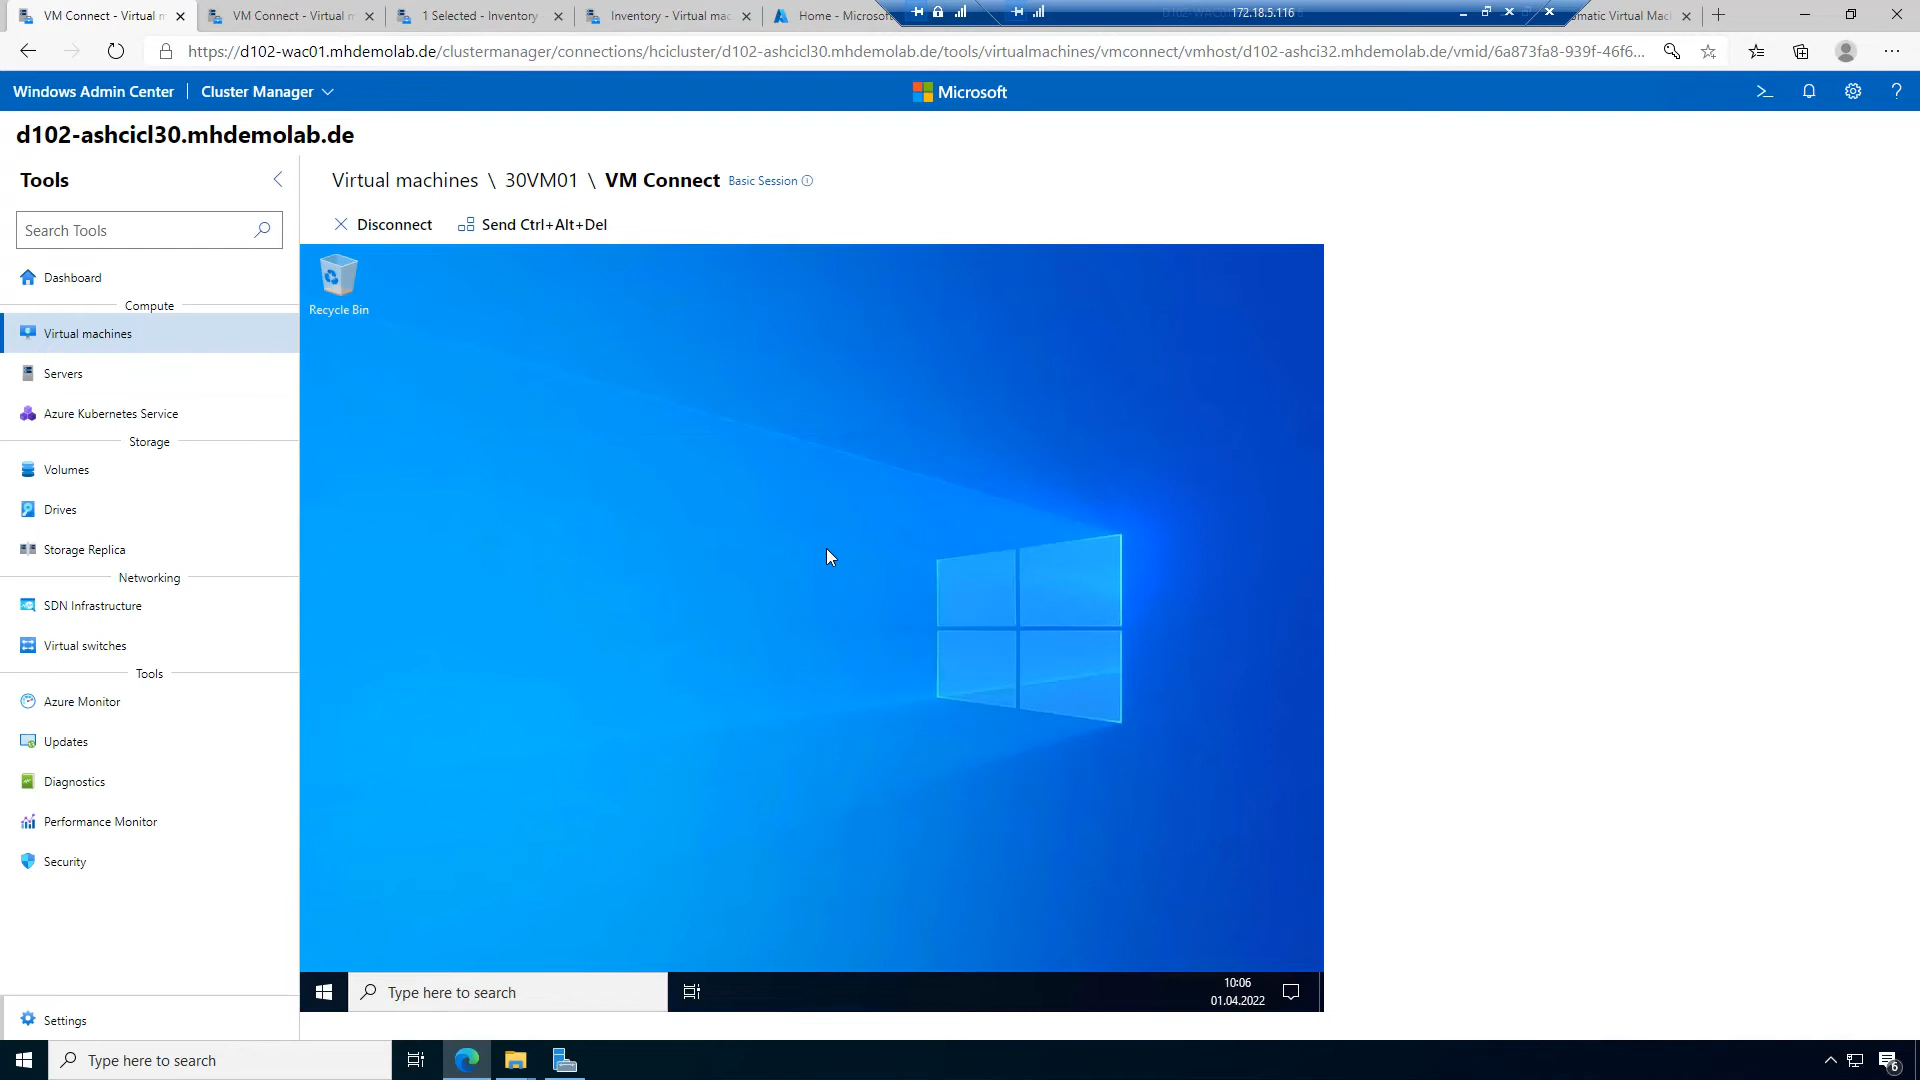 VM Connect - Virtual m
VM Connect - Virtual m
1 Selected - Inventory
Inventory - Virtual mac
Home - Microsof
172.18.5.116
omatic Virtual Mac
https://d102-wac01.mhdemolab.de/clustermanager/connections/hcicluster/d102-ashcicl30.mhdemolab.de/tools/virtualmachines/vmconnect/vmhost/d102-ashci32.mhdemolab.de/vmid/6a873fa8-939f-46f6...
Windows Admin Center
Cluster Manager
Microsoft
d102-ashcicl30.mhdemolab.de
Tools
Search Tools
Dashboard
Compute
Virtual machines
Servers
Azure Kubernetes Service
Storage
Volumes
Drives
Storage Replica
Networking
SDN Infrastructure
Virtual switches
Tools
Azure Monitor
Updates
Diagnostics
Performance Monitor
Security
Settings
Virtual machines \ 30VM01 \ VM Connect Basic Session
Disconnect
Send Ctrl+Alt+Del
Recycle Bin
Type here to search
10:06
01.04.2022
Type here to search
6